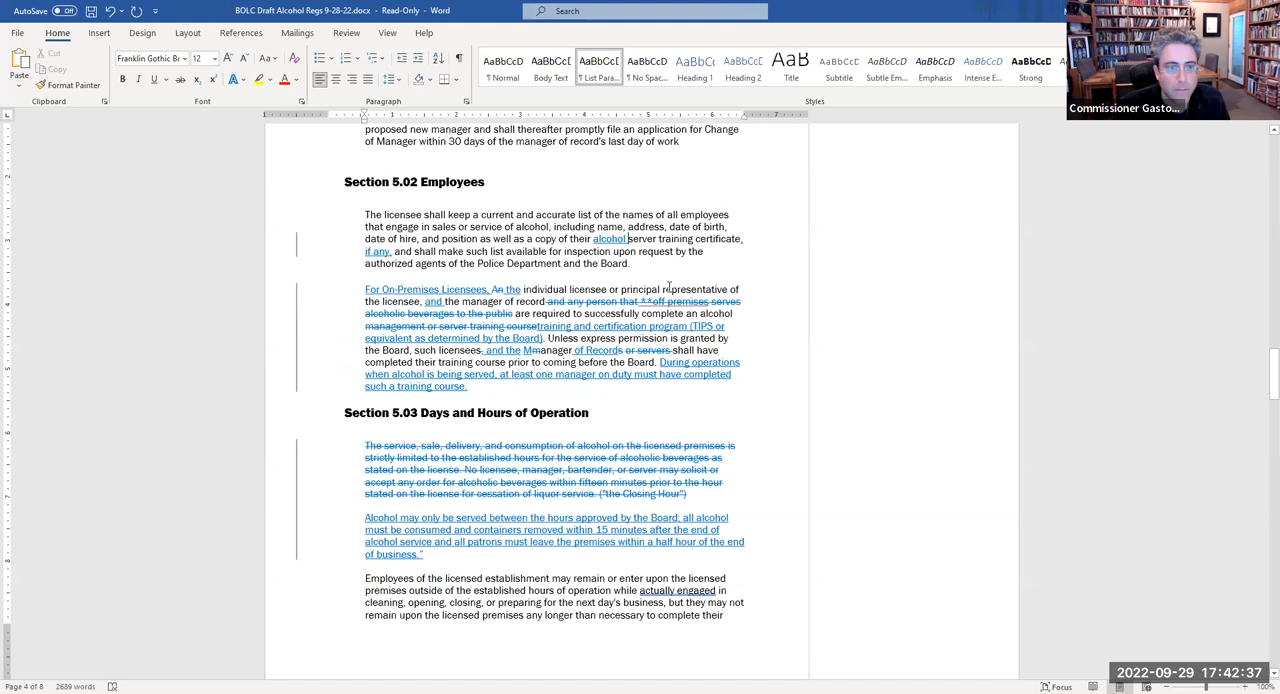 AutoSave Off BOLC Draft Alcohol Regs 9-28-22.docx - Read-Only - Word Search
File Home Insert Design Layout References Mailings Review View Help
Paste Cut Copy Format Painter
Franklin Gothic B 12
AaBbCcD AaBbCcD AaBbCcD AaBbCcD AaBbC AaBbCcD AaB AaBbCcD AaBbCcD AaBbCcD AaBbCcD AaBbCcD
¶ Normal Body Text ¶ List Para... ¶ No Spac... Heading 1 Heading 2 Title Subtitle Subtle Em... Emphasis Intense E... Strong
Clipboard Font Paragraph Styles
Commissioner Gasto...
proposed new manager and shall thereafter promptly file an application for Change
of Manager within 30 days of the manager of record's last day of work
Section 5.02 Employees
The licensee shall keep a current and accurate list of the names of all employees
that engage in sales or service of alcohol, including name, address, date of birth,
date of hire, and position as well as a copy of their alcohol server training certificate,
if any, and shall make such list available for inspection upon request by the
authorized agents of the Police Department and the Board.
For On-Premises Licensees, An the individual licensee or principal representative of
the licensee, and the manager of record and any person that **off premises serves
alcoholic beverages to the public are required to successfully complete an alcohol
management or server training coursetraining and certification program (TIPS or
equivalent as determined by the Board). Unless express permission is granted by
the Board, such licensees, and the Mmanager of Records or servers shall have
completed their training course prior to coming before the Board. During operations
when alcohol is being served, at least one manager on duty must have completed
such a training course.
Section 5.03 Days and Hours of Operation
The service, sale, delivery, and consumption of alcohol on the licensed premises is
strictly limited to the established hours for the service of alcoholic beverages as
stated on the license. No licensee, manager, bartender, or server may solicit or
accept any order for alcoholic beverages within fifteen minutes prior to the hour
stated on the license for cessation of liquor service. ("the Closing Hour")
Alcohol may only be served between the hours approved by the Board; all alcohol
must be consumed and containers removed within 15 minutes after the end of
alcohol service and all patrons must leave the premises within a half hour of the end
of business."
Employees of the licensed establishment may remain or enter upon the licensed
premises outside of the established hours of operation while actually engaged in
cleaning, opening, closing, or preparing for the next day's business, but they may not
remain upon the licensed premises any longer than necessary to complete their
2022-09-29 17:42:37
Page 4 of 8 2689 words Focus 100%